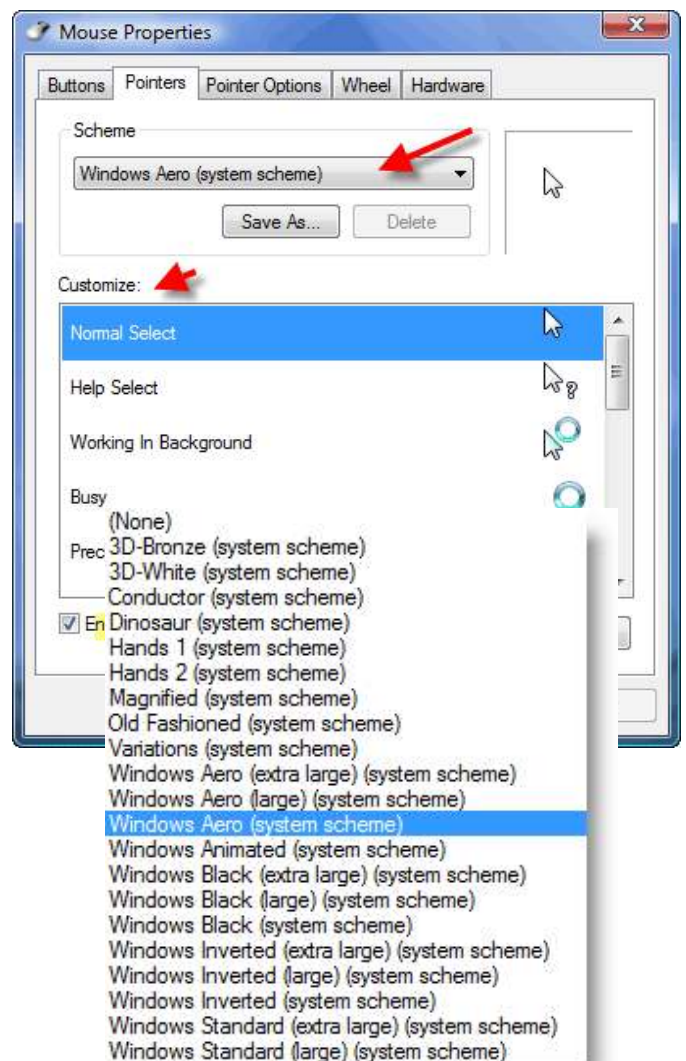 Mouse Properties
Buttons Pointers Pointer Options Wheel Hardware
Scheme
Windows Aero (system scheme)
Save As... Delete
Customize:
Normal Select
Help Select
Working In Background
Busy
Prec
En
(None)
3D-Bronze (system scheme)
3D-White (system scheme)
Conductor (system scheme)
Dinosaur (system scheme)
Hands 1 (system scheme)
Hands 2 (system scheme)
Magnified (system scheme)
Old Fashioned (system scheme)
Variations (system scheme)
Windows Aero (extra large) (system scheme)
Windows Aero (large) (system scheme)
Windows Aero (system scheme)
Windows Animated (system scheme)
Windows Black (extra large) (system scheme)
Windows Black (large) (system scheme)
Windows Black (system scheme)
Windows Inverted (extra large) (system scheme)
Windows Inverted (large) (system scheme)
Windows Inverted (system scheme)
Windows Standard (extra large) (system scheme)
Windows Standard (large) (system scheme)